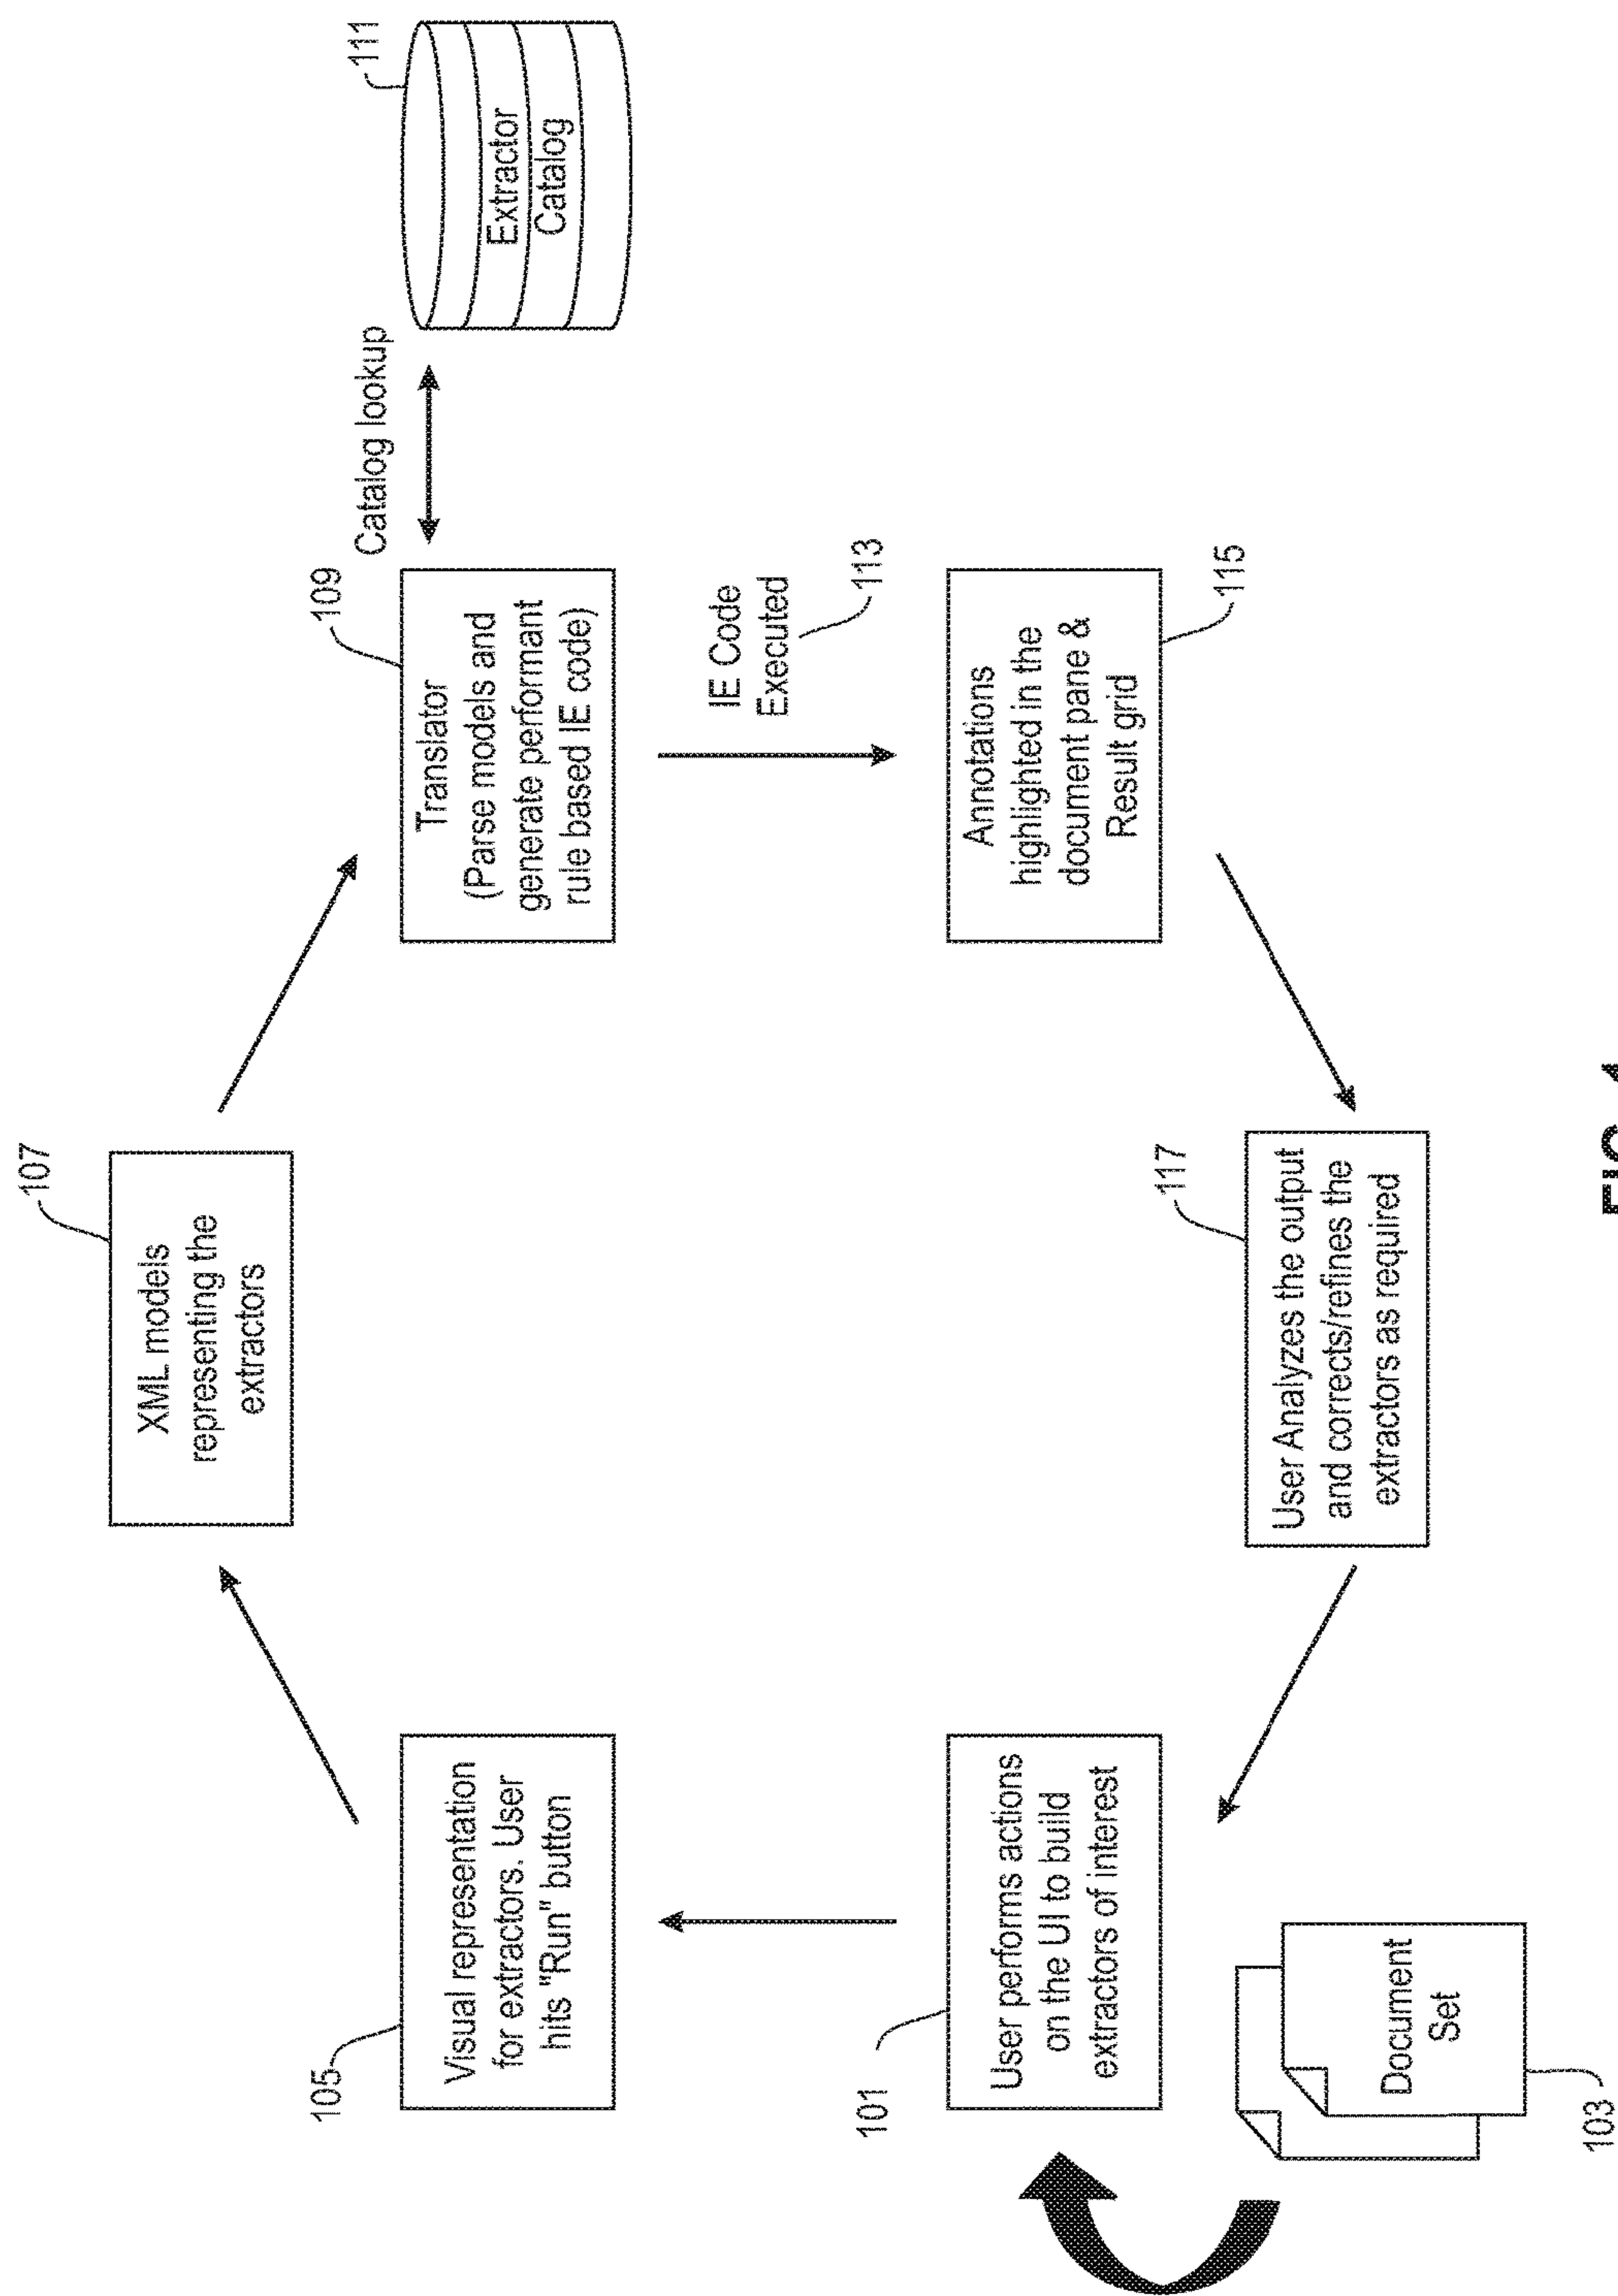 107
XML models
representing the
extractors
105
Visual representation
for extractors. User
hits "Run" button
109
Translator
(Parse models and
generate performant
rule based IE code)
Catalog lookup
111
Extractor
Catalog
IE Code
Executed
113
101
User performs actions
on the UI to build
extractors of interest
Annotations
highlighted in the
document pane &
Result grid
115
Document
Set
103
117
User Analyzes the output
and corrects/refines the
extractors as required